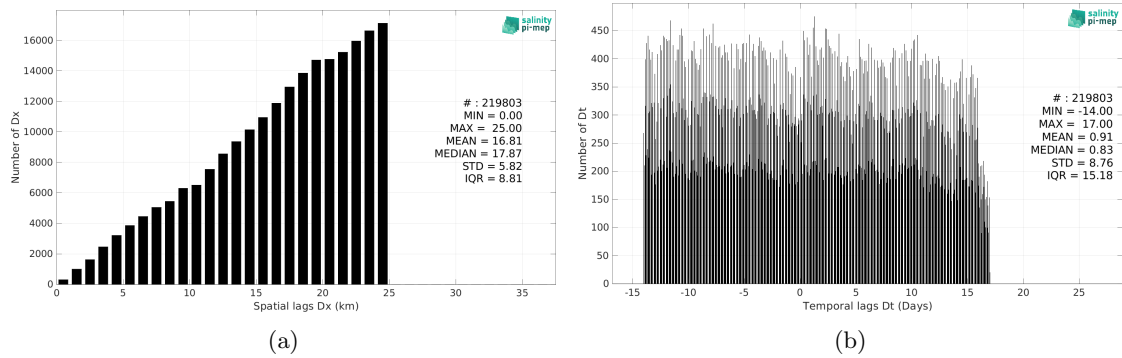 salinity
pi-mep
16000
14000
12000
10000
8000
6000
4000
2000
0
Number of Dx
# : 219803
MIN = 0.00
MAX = 25.00
MEAN = 16.81
MEDIAN = 17.87
STD = 5.82
IQR = 8.81
0 5 10 15 20 25 30 35
Spatial lags Dx (km)
(a)
salinity
pi-mep
450
400
350
300
250
200
150
100
50
0
Number of Dt
# : 219803
MIN = -14.00
MAX = 17.00
MEAN = 0.91
MEDIAN = 0.83
STD = 8.76
IQR = 15.18
-15 -10 -5 0 5 10 15 20 25
Temporal lags Dt (Days)
(b)